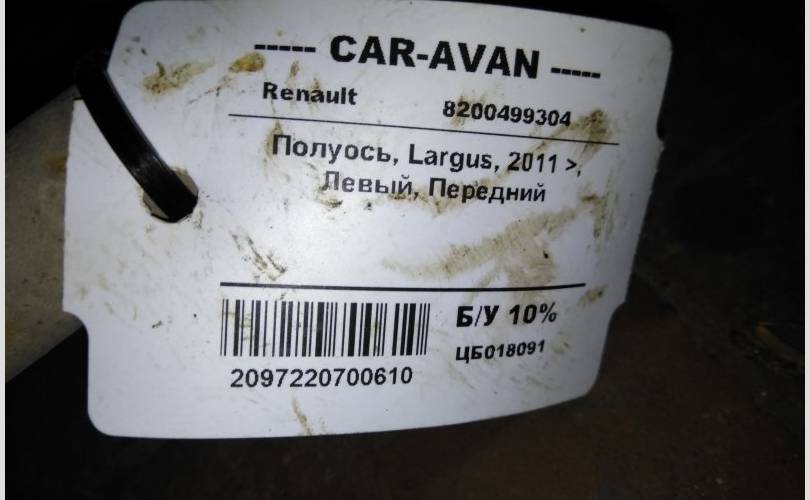 ----- CAR-AVAN -----
Renault 8200499304
Полуось, Largus, 2011 >,
Левый, Передний
Б/У 10%
ЦБ018091
2097220700610